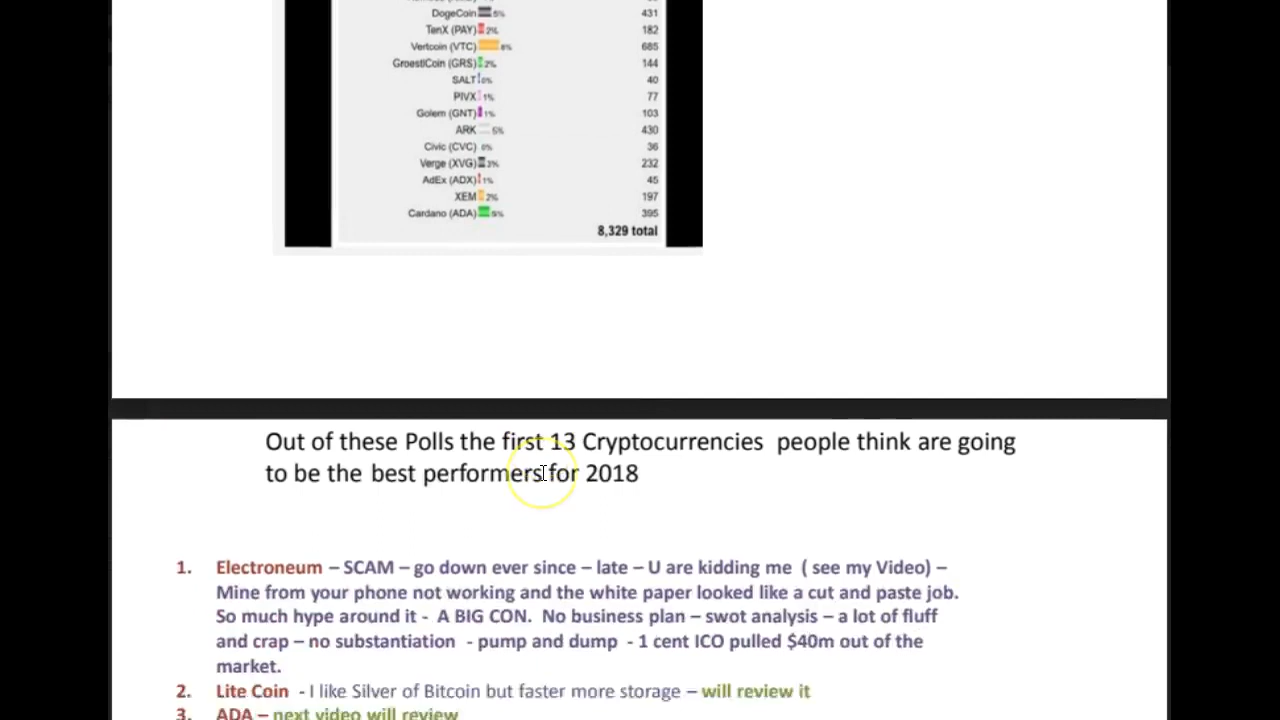 DogeCoin 5% 431
TenX (PAY) 2% 182
Vertcoin (VTC) 8% 685
GroestlCoin (GRS) 2% 144
SALT 0% 40
PIVX 1% 77
Golem (GNT) 1% 103
ARK 5% 430
Civic (CVC) 0% 36
Verge (XVG) 3% 232
AdEx (ADX) 1% 45
XEM 2% 197
Cardano (ADA) 5% 395
8,329 total
Out of these Polls the first 13 Cryptocurrencies people think are going
to be the best performers for 2018
1. Electroneum – SCAM – go down ever since – late – U are kidding me ( see my Video) –
Mine from your phone not working and the white paper looked like a cut and paste job.
So much hype around it - A BIG CON. No business plan – swot analysis – a lot of fluff
and crap – no substantiation - pump and dump - 1 cent ICO pulled $40m out of the
market.
2. Lite Coin - I like Silver of Bitcoin but faster more storage – will review it
3. ADA – next video will review